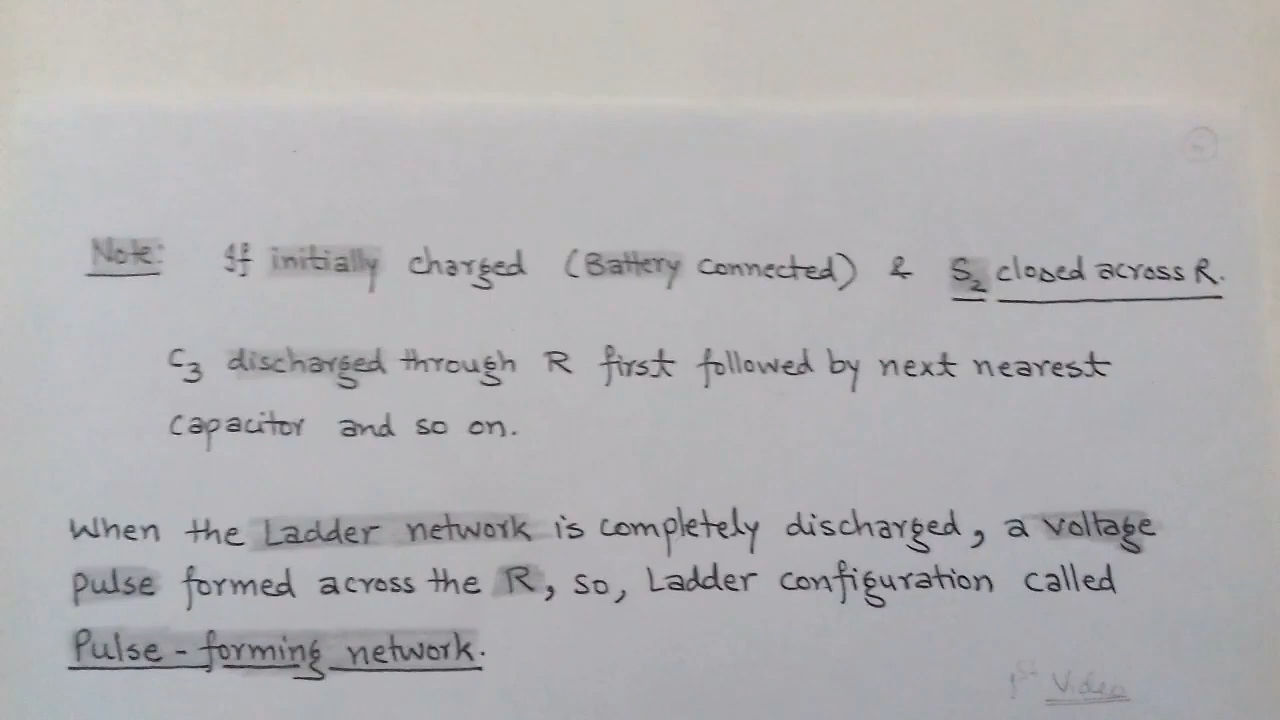 Note: If initially charged (Battery connected) & S₂ closed across R.
C₃ discharged through R first followed by next nearest
capacitor and so on.
When the Ladder network is completely discharged, a voltage
pulse formed across the R, so, Ladder configuration called
Pulse-forming network.
1st Video